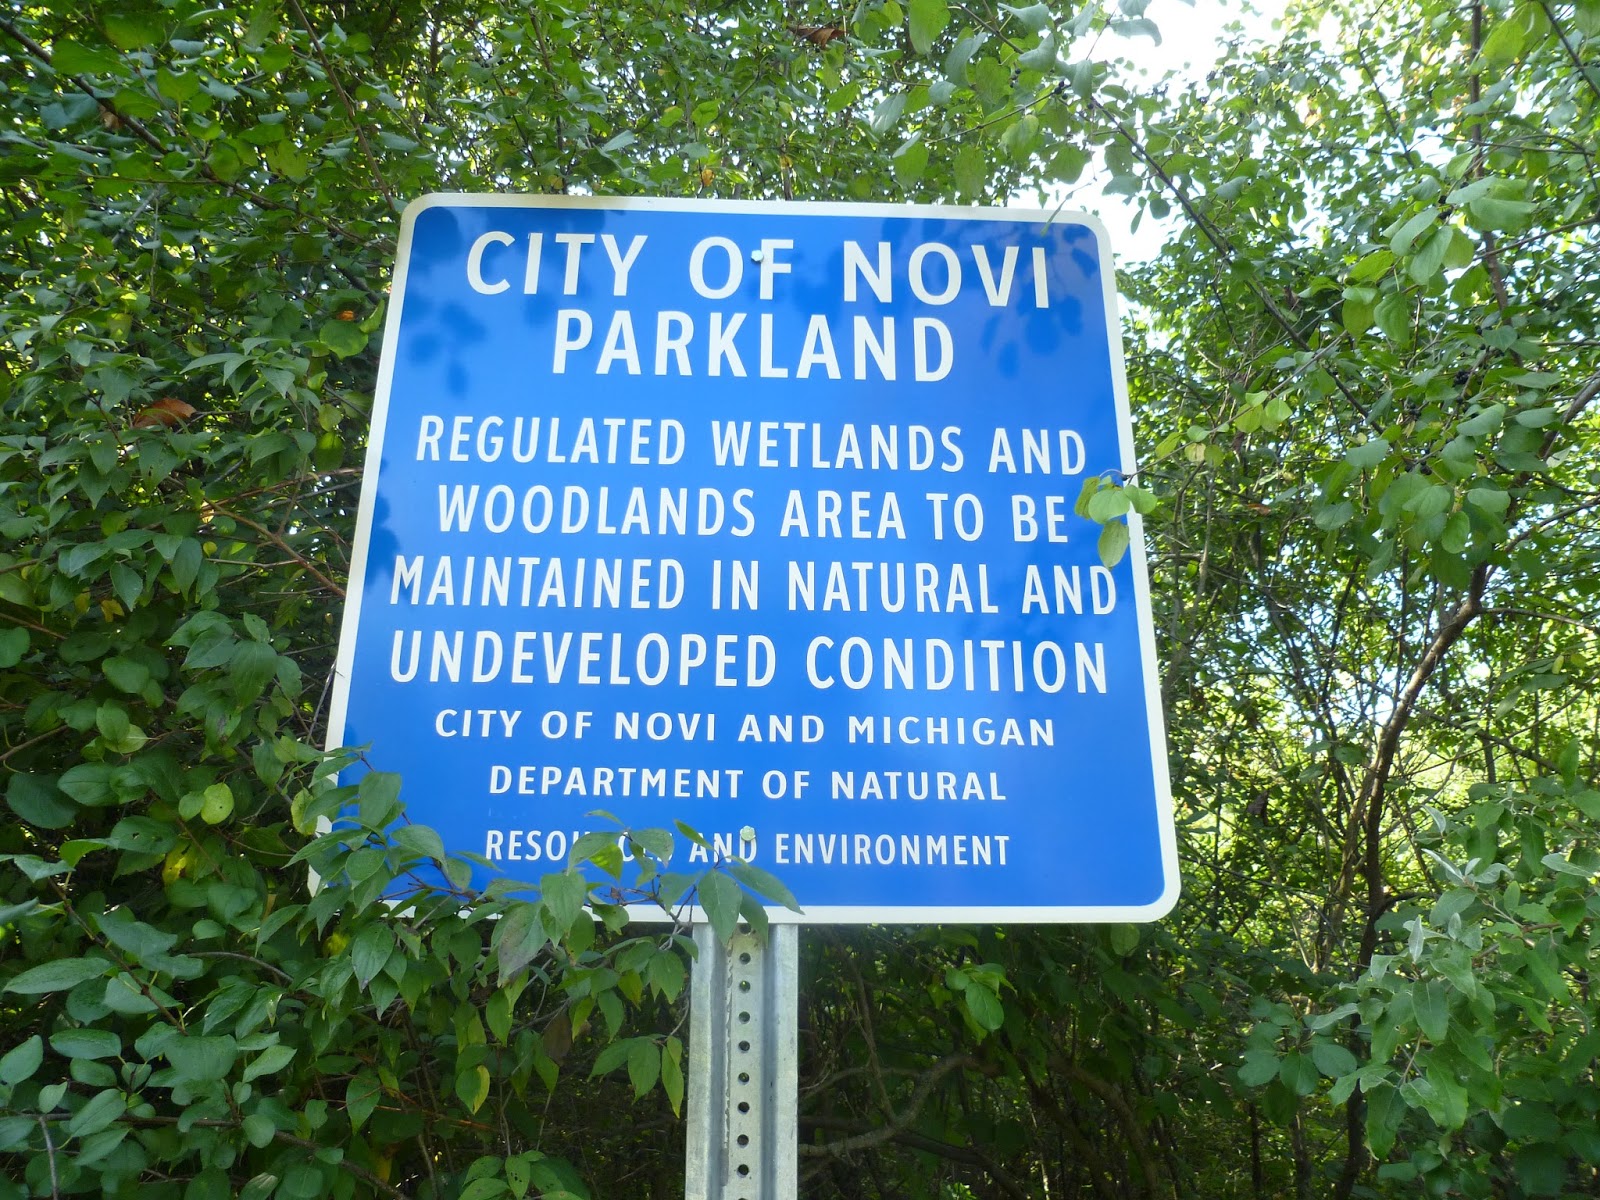 CITY OF NOVI
PARKLAND
REGULATED WETLANDS AND
WOODLANDS AREA TO BE
MAINTAINED IN NATURAL AND
UNDEVELOPED CONDITION
CITY OF NOVI AND MICHIGAN
DEPARTMENT OF NATURAL
RESOURCES AND ENVIRONMENT